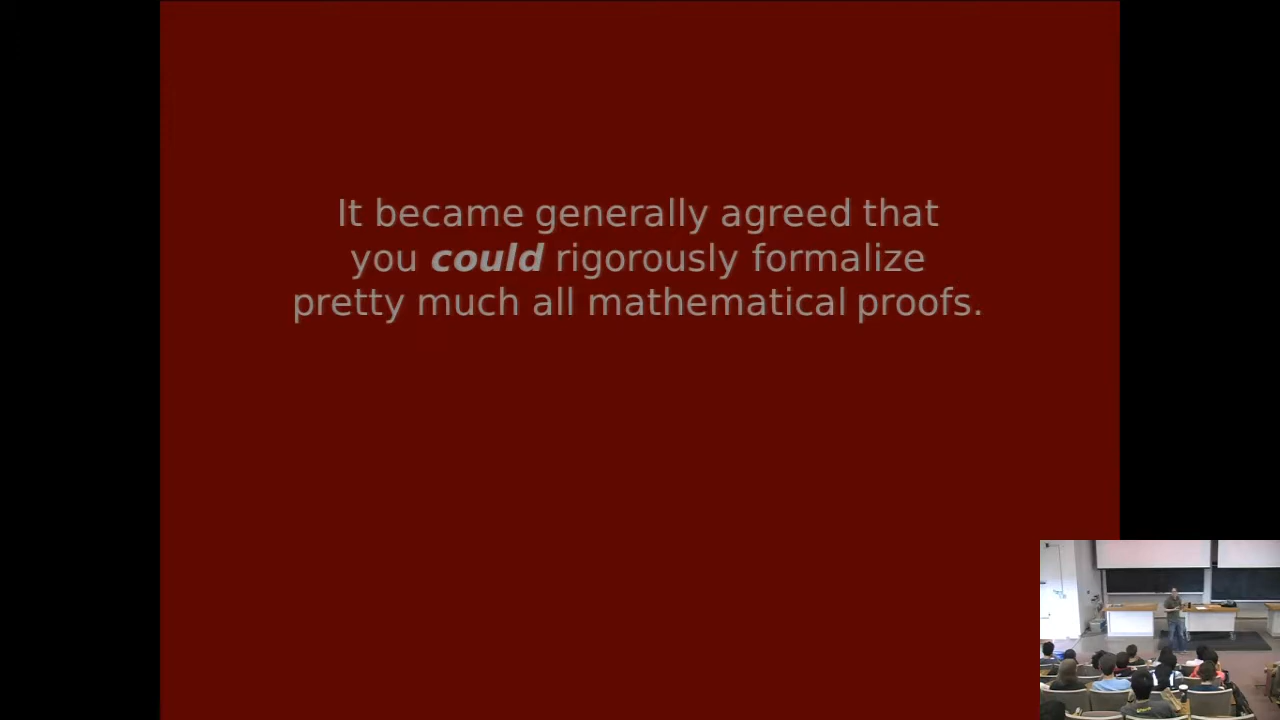 It became generally agreed that
you could rigorously formalize
pretty much all mathematical proofs.